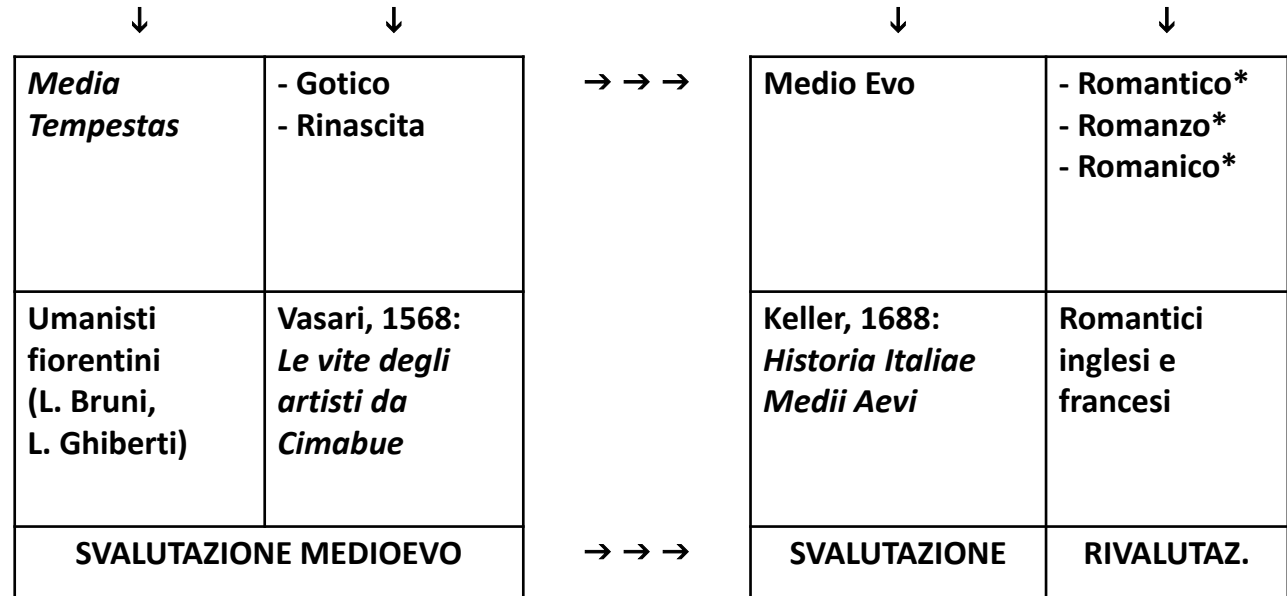 ↓ ↓ ↓ ↓
Media
Tempestas
- Gotico
- Rinascita
→ → →
Medio Evo
- Romantico*
- Romanzo*
- Romanico*
Umanisti
fiorentini
(L. Bruni,
L. Ghiberti)
Vasari, 1568:
Le vite degli
artisti da
Cimabue
Keller, 1688:
Historia Italiae
Medii Aevi
Romantici
inglesi e
francesi
SVALUTAZIONE MEDIOEVO
→ → →
SVALUTAZIONE
RIVALUTAZ.